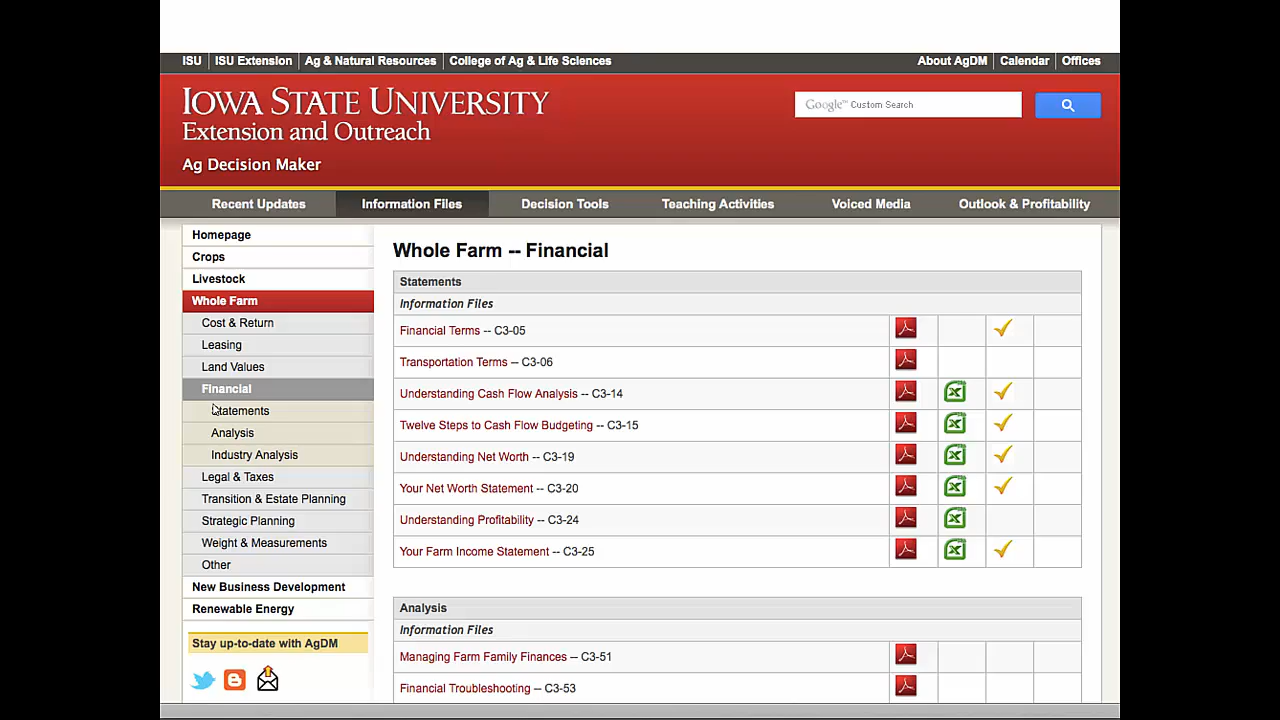 ISU ISU Extension Ag & Natural Resources College of Ag & Life Sciences About AgDM Calendar Offices
IOWA STATE UNIVERSITY
Extension and Outreach
Google™ Custom Search
Ag Decision Maker
Recent Updates Information Files Decision Tools Teaching Activities Voiced Media Outlook & Profitability
Homepage
Crops
Livestock
Whole Farm
Cost & Return
Leasing
Land Values
Financial
Statements
Analysis
Industry Analysis
Legal & Taxes
Transition & Estate Planning
Strategic Planning
Weight & Measurements
Other
New Business Development
Renewable Energy
Stay up-to-date with AgDM
Whole Farm -- Financial
Statements
Information Files
Financial Terms -- C3-05
Transportation Terms -- C3-06
Understanding Cash Flow Analysis -- C3-14
Twelve Steps to Cash Flow Budgeting -- C3-15
Understanding Net Worth -- C3-19
Your Net Worth Statement -- C3-20
Understanding Profitability -- C3-24
Your Farm Income Statement -- C3-25
Analysis
Information Files
Managing Farm Family Finances -- C3-51
Financial Troubleshooting -- C3-53